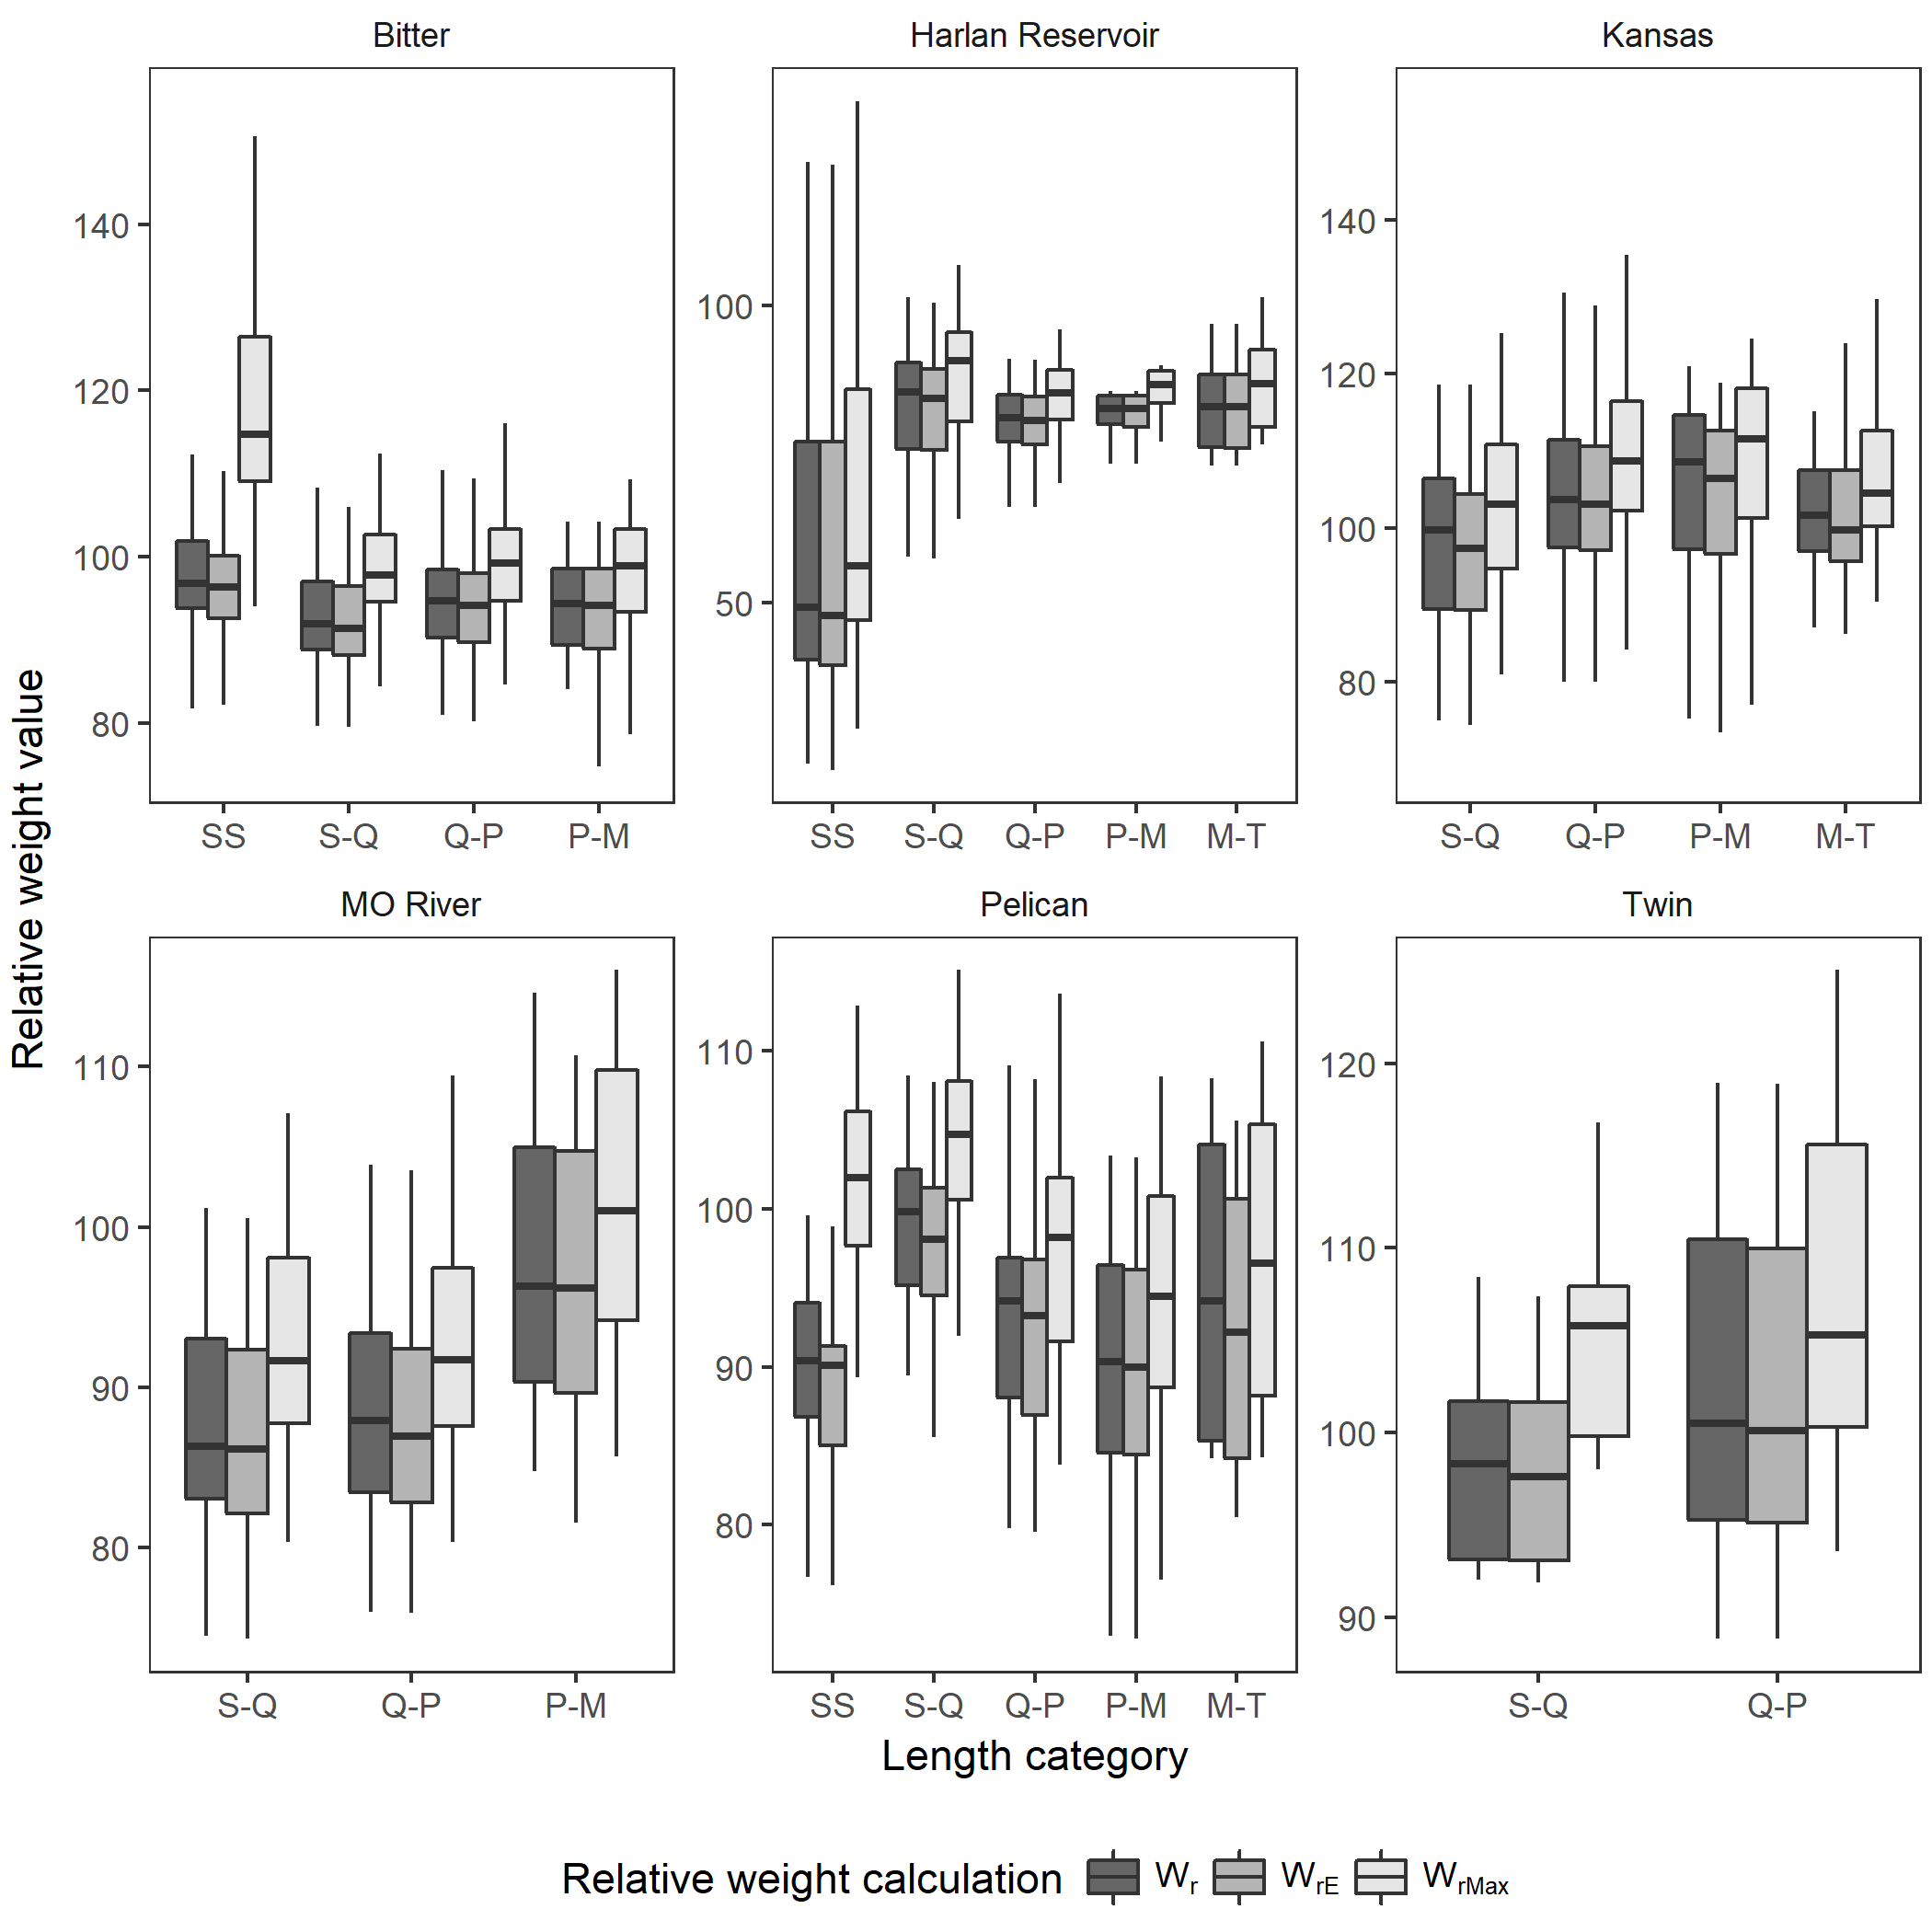 Bitter
Harlan Reservoir
Kansas
140
120
100
80
SS S-Q Q-P P-M
100
50
SS S-Q Q-P P-M M-T
140
120
100
80
S-Q Q-P P-M M-T
Relative weight value
MO River
Pelican
Twin
110
100
90
80
S-Q Q-P P-M
110
100
90
80
SS S-Q Q-P P-M M-T
120
110
100
90
S-Q Q-P
Length category
Relative weight calculation Wr WrE WrMax